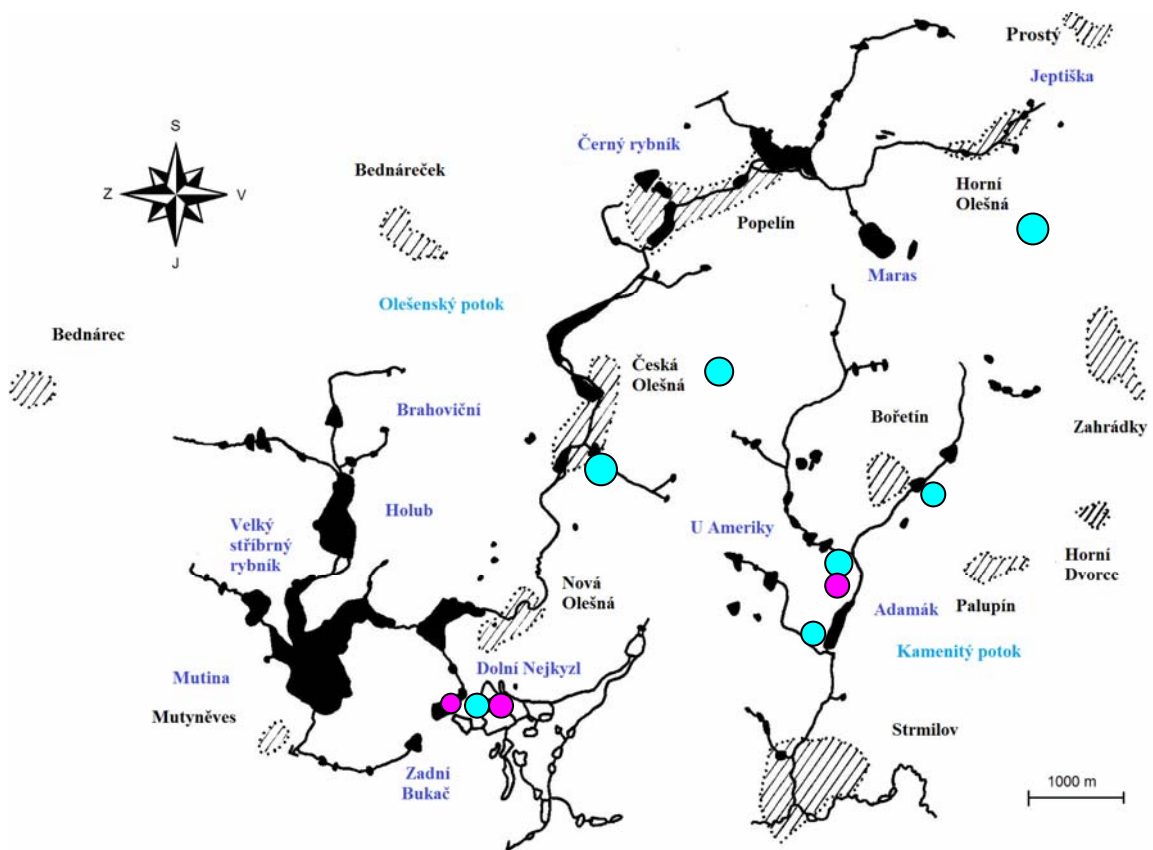 Prostý
Jeptiška
S
Z
V
J
Černý rybník
Bednáreček
Horní
Olešná
Popelín
Maras
Olešenský potok
Bednárec
Česká
Olešná
Brahoviční
Bořetín
Zahrádky
Holub
Velký
stříbrný
rybník
U Ameriky
Horní
Dvorcc
Nová
Olešná
Palupín
Adamák
Kamenitý potok
Mutina
Dolní Nejkyzl
Mutyněves
Strmilov
Zadní
Bukač
1000 m